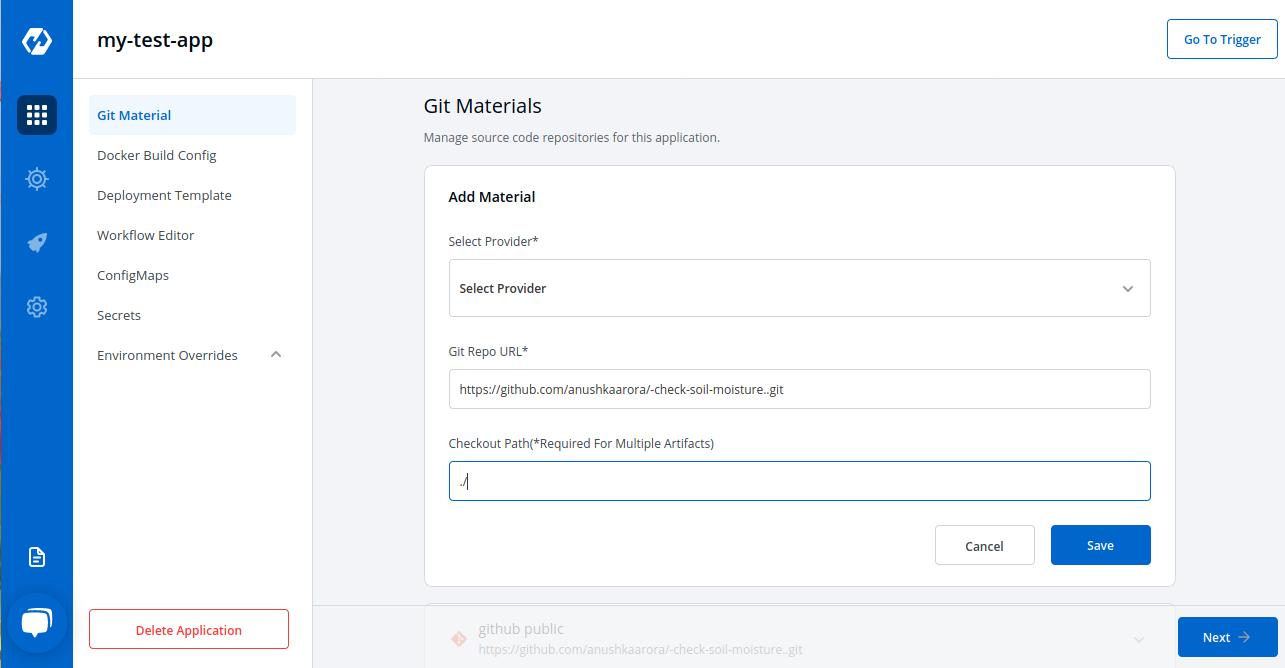 my-test-app
Go To Trigger
Git Material
Docker Build Config
Deployment Template
Workflow Editor
ConfigMaps
Secrets
Environment Overrides
Delete Application
Git Materials
Manage source code repositories for this application.
Add Material
Select Provider*
Select Provider
Git Repo URL*
https://github.com/anushkaarora/-check-soil-moisture..git
Checkout Path(*Required For Multiple Artifacts)
./
Cancel
Save
github public
https://github.com/anushkaarora/-check-soil-moisture..git
Next